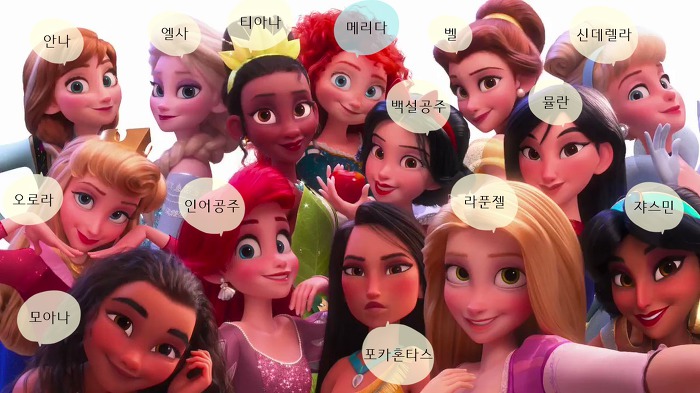 안나
엘사
티아나
메리다
벨
신데렐라
백설공주
뮬란
오로라
인어공주
라푼젤
쟈스민
모아나
포카혼타스